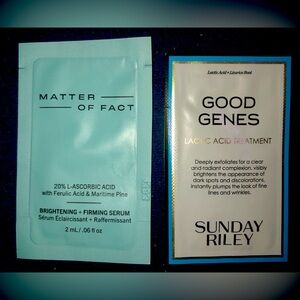 MATTER
OF FACT
20% L-ASCORBIC ACID
with Ferulic Acid & Maritime Pine
BRIGHTENING + FIRMING SERUM
Sérum Éclaircissant + Raffermissant
2 mL / .06 fl oz
Lactic Acid + Licorice Root
GOOD
GENES
LACTIC ACID TREATMENT
Deeply exfoliates for a clear
and radiant complexion, visibly
brightens the appearance of
dark spots and discolorations,
instantly plumps the look of fine
lines and wrinkles.
SUNDAY
RILEY